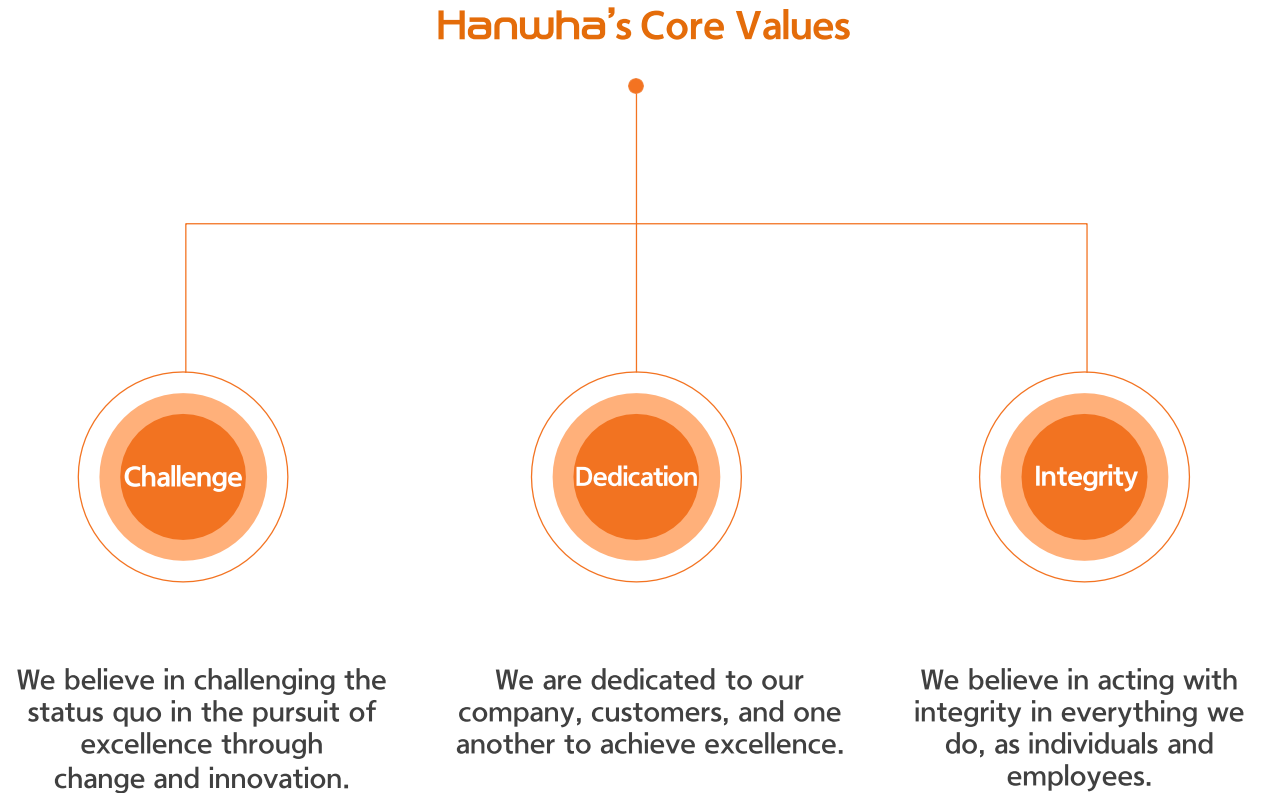 Hanwha’s Core Values
Challenge
Dedication
Integrity
We believe in challenging the
status quo in the pursuit of
excellence through
change and innovation.
We are dedicated to our
company, customers, and one
another to achieve excellence.
We believe in acting with
integrity in everything we
do, as individuals and
employees.